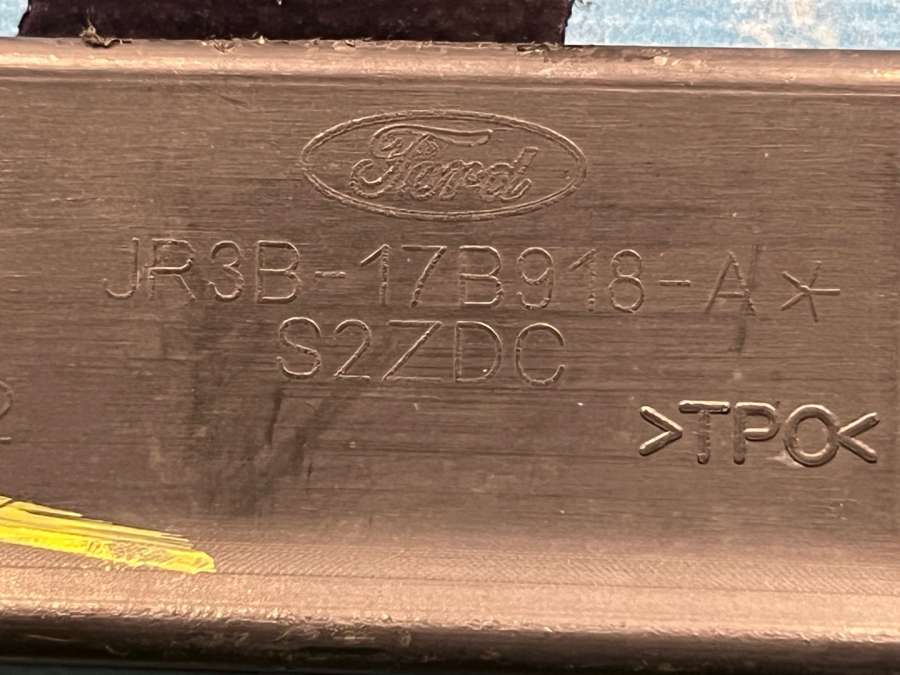 Ford
JR3B-17B918-A*
S2ZDC
>TPO<